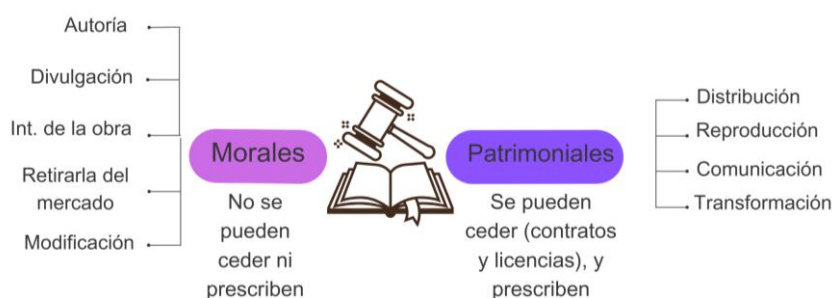 Autoría
Divulgación
Int. de la obra
Retirarla del
mercado
Modificación
Morales
No se
pueden
ceder ni
prescriben
Patrimoniales
Se pueden
ceder (contratos
y licencias), y
prescriben
Distribución
Reproducción
Comunicación
Transformación